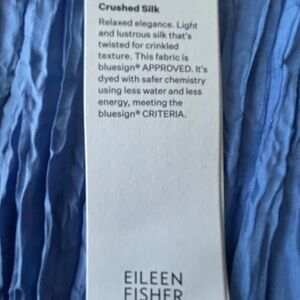 Crushed Silk
Relaxed elegance. Light
and lustrous silk that's
twisted for crinkled
texture. This fabric is
bluesign® APPROVED. It's
dyed with safer chemistry
using less water and less
energy, meeting the
bluesign® CRITERIA.
EILEEN
FISHER